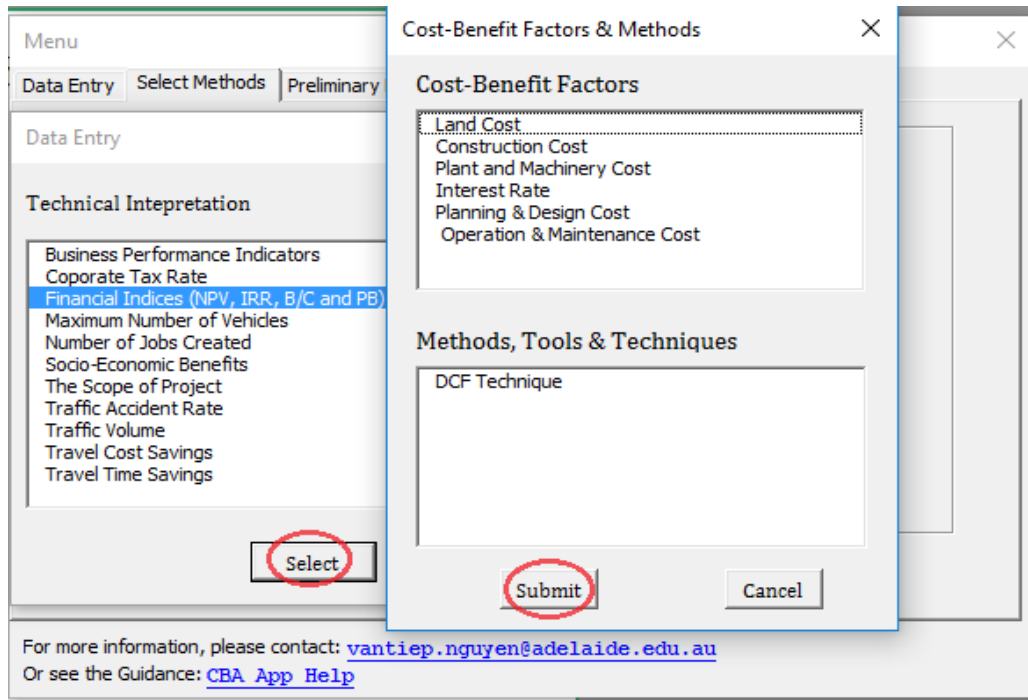 Menu
Data Entry Select Methods Preliminary
Data Entry
Technical Intepretation
Business Performance Indicators
Coporate Tax Rate
Financial Indices (NPV, IRR, B/C and PB)
Maximum Number of Vehicles
Number of Jobs Created
Socio-Economic Benefits
The Scope of Project
Traffic Accident Rate
Traffic Volume
Travel Cost Savings
Travel Time Savings
Select
Cost-Benefit Factors & Methods
Cost-Benefit Factors
Land Cost
Construction Cost
Plant and Machinery Cost
Interest Rate
Planning & Design Cost
Operation & Maintenance Cost
Methods, Tools & Techniques
DCF Technique
Submit Cancel
For more information, please contact: vantiep.nguyen@adelaide.edu.au
Or see the Guidance: CBA App Help